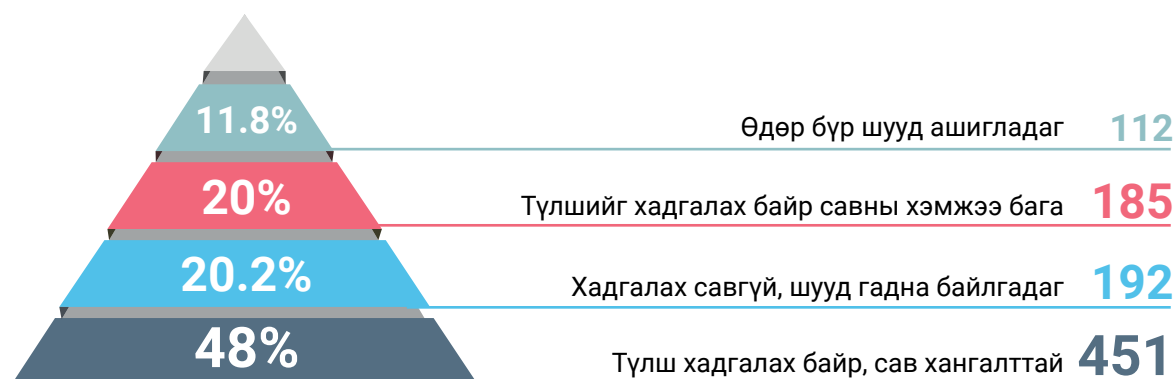 11.8%
Өдөр бүр шууд ашигладаг 112
20%
Түлшийг хадгалах байр савны хэмжээ бага 185
20.2%
Хадгалах савгүй, шууд гадна байлгадаг 192
48%
Түлш хадгалах байр, сав хангалттай 451